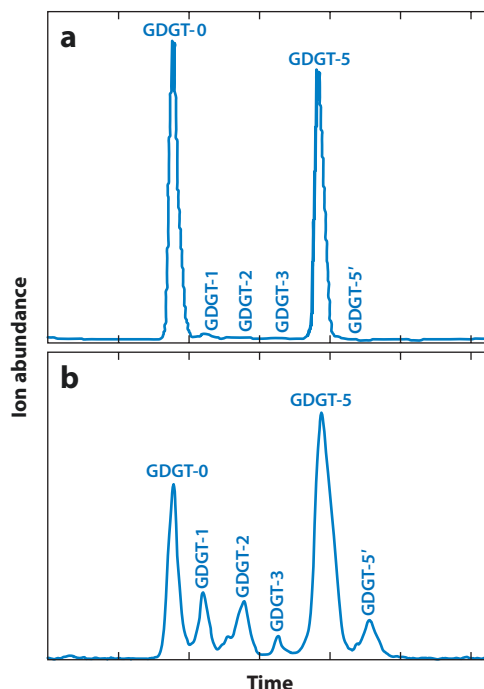 a
GDGT-0
GDGT-5
GDGT-1
GDGT-2
GDGT-3
GDGT-5′
Ion abundance
b
GDGT-5
GDGT-0
GDGT-1
GDGT-2
GDGT-3
GDGT-5′
Time